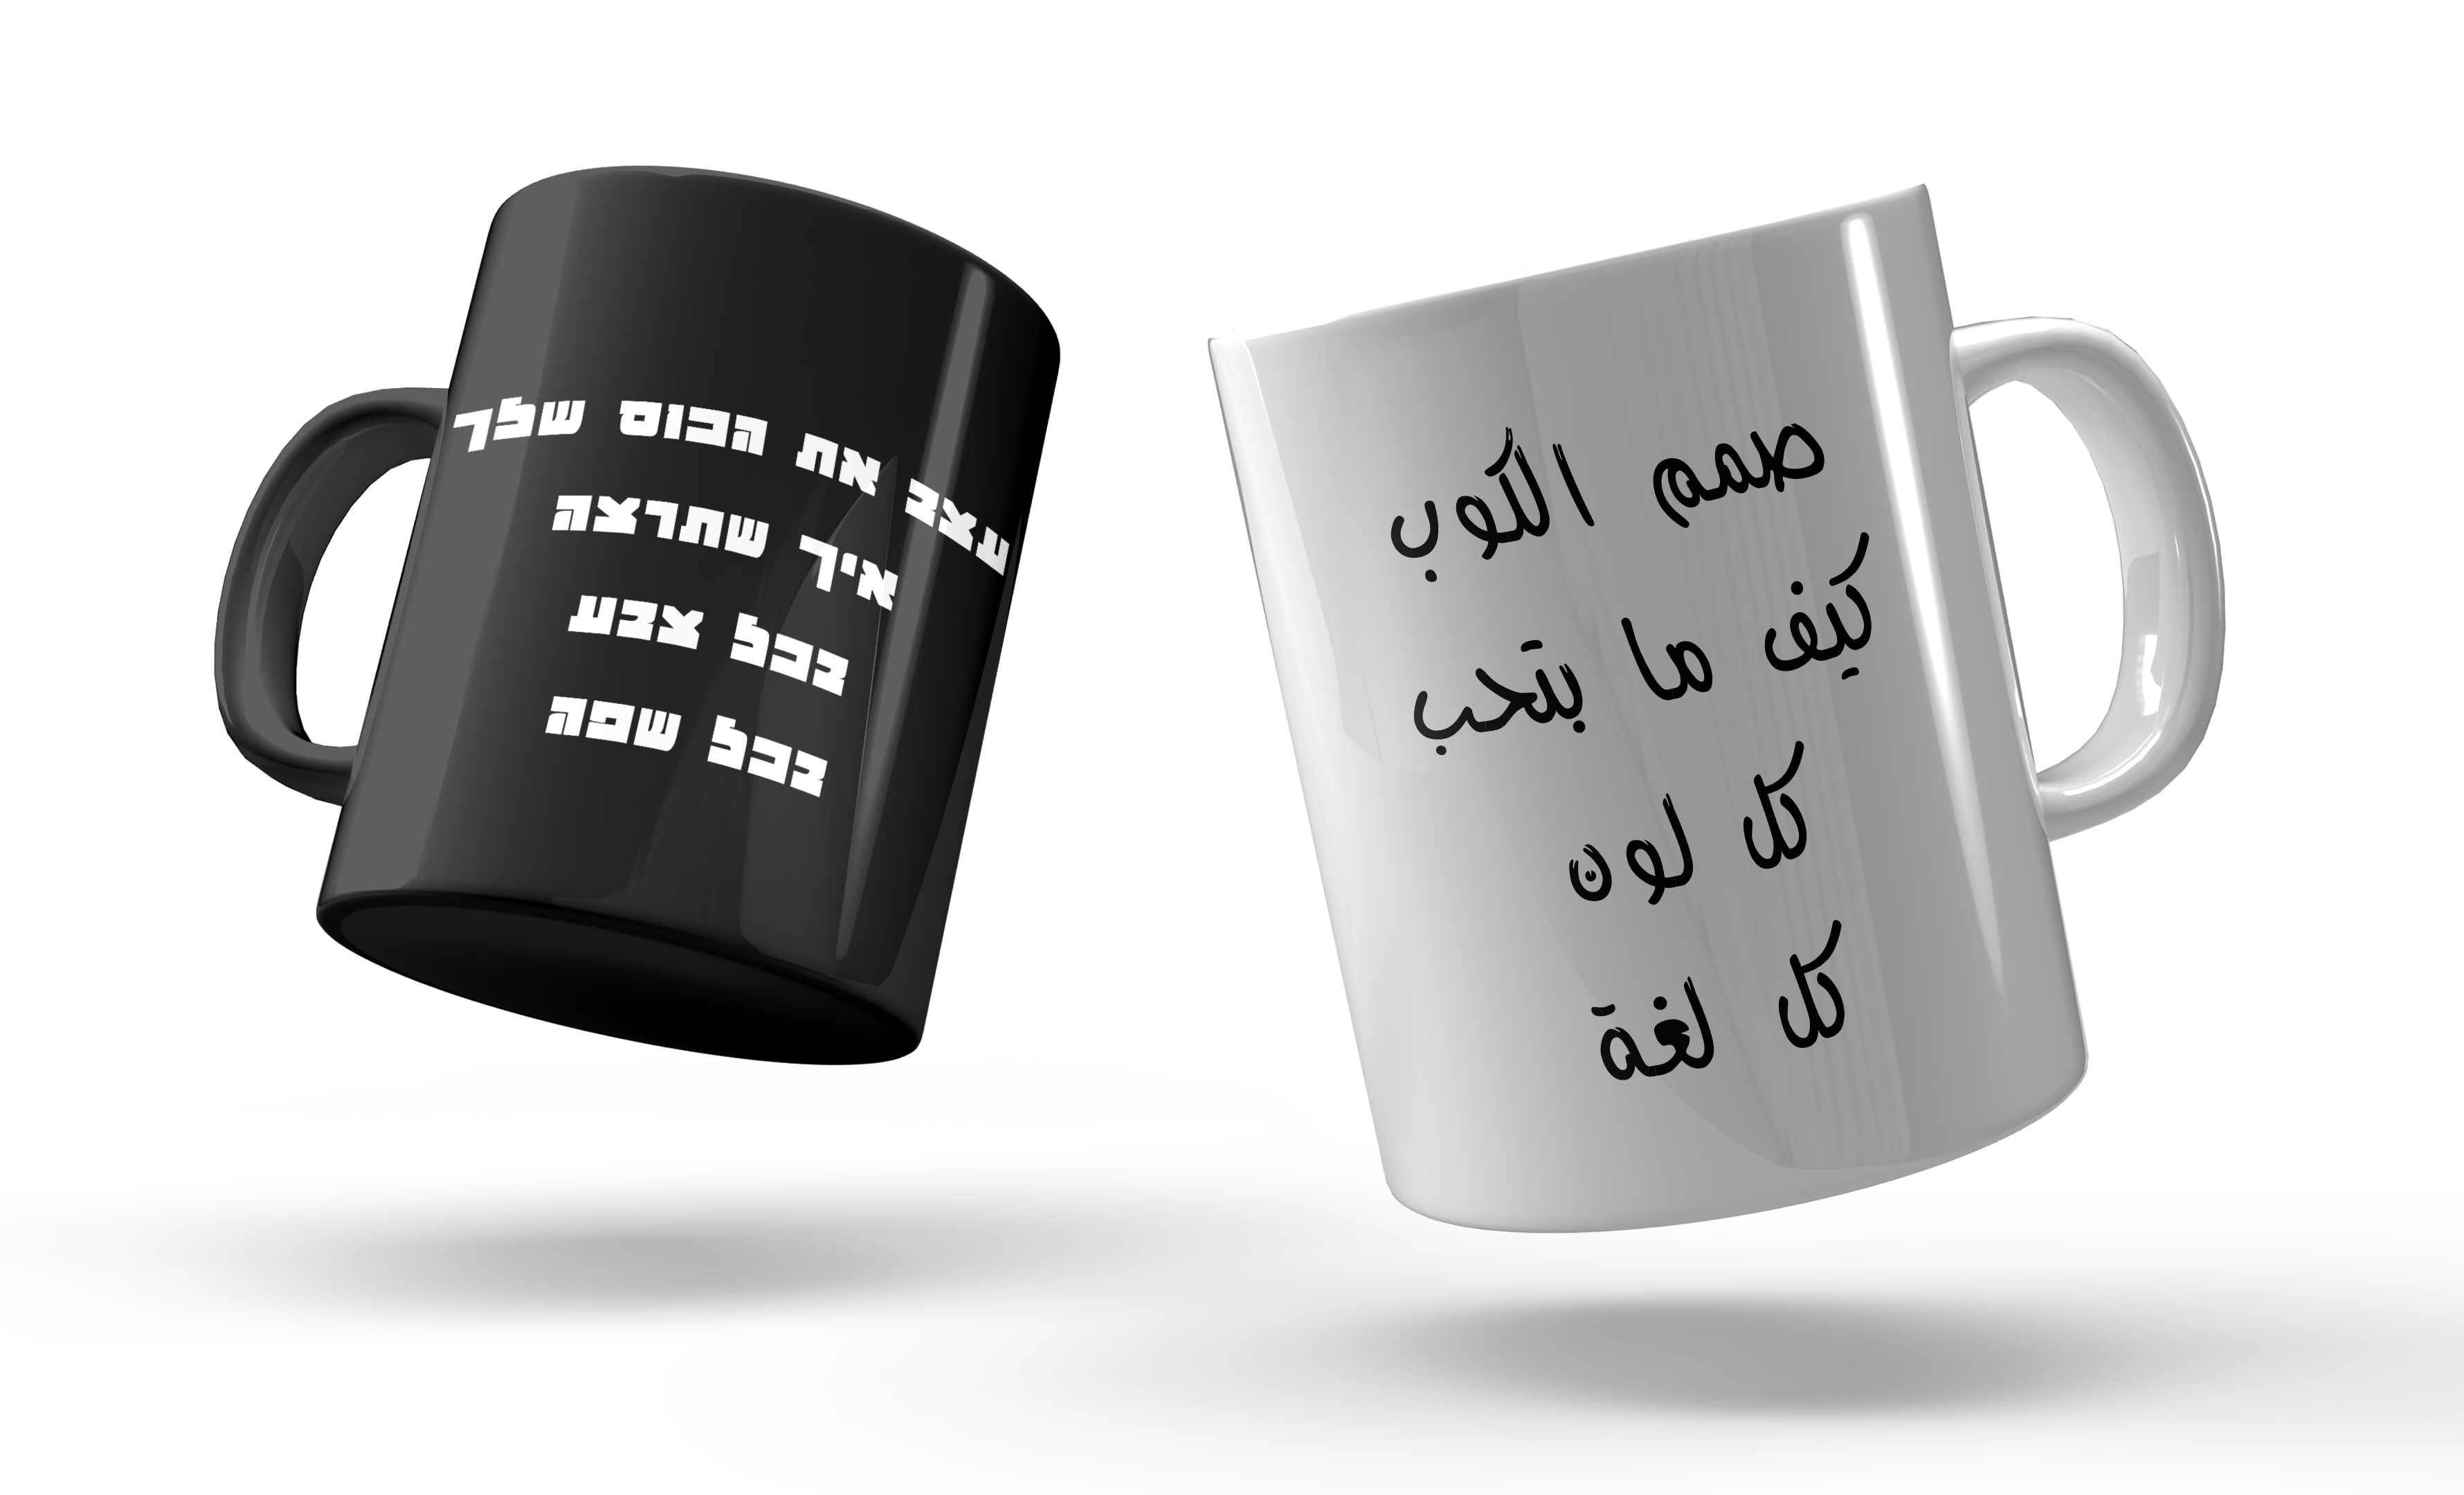 עצב את הכוס שלך
איך שתרצה
בכל צבע
בכל שפה
صمم الكوب
كيف ما بتحب
كل لون
كل لغة